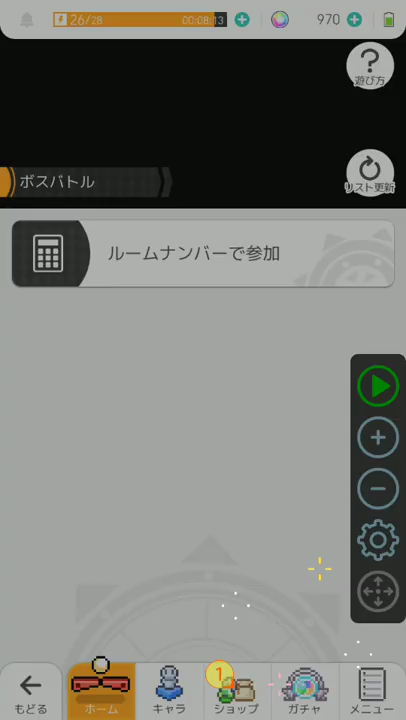 26/28
00:08:13
970
遊び方
ボスバトル
リスト更新
ルームナンバーで参加
1
もどる
ホーム
キャラ
ショップ
ガチャ
メニュー